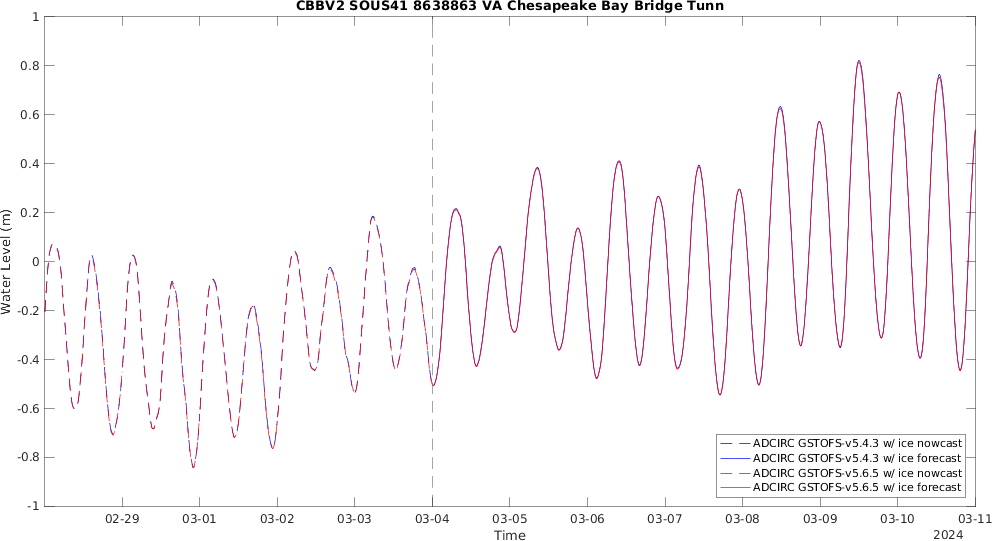 CBBV2 SOUS41 8638863 VA Chesapeake Bay Bridge Tunn
1
0.8
0.6
0.4
0.2
0
-0.2
-0.4
-0.6
-0.8
-1
Water Level (m)
ADCIRC GSTOFS-v5.4.3 w/ ice nowcast
ADCIRC GSTOFS-v5.4.3 w/ ice forecast
ADCIRC GSTOFS-v5.6.5 w/ ice nowcast
ADCIRC GSTOFS-v5.6.5 w/ ice forecast
02-29 03-01 03-02 03-03 03-04 03-05 03-06 03-07 03-08 03-09 03-10 03-11
Time 2024